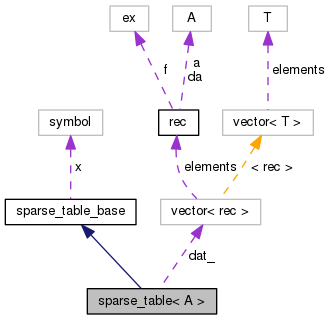 ex
A
T
f
a
da
elements
symbol
rec
vector< T >
x
elements
< rec >
sparse_table_base
vector< rec >
dat_
sparse_table< A >